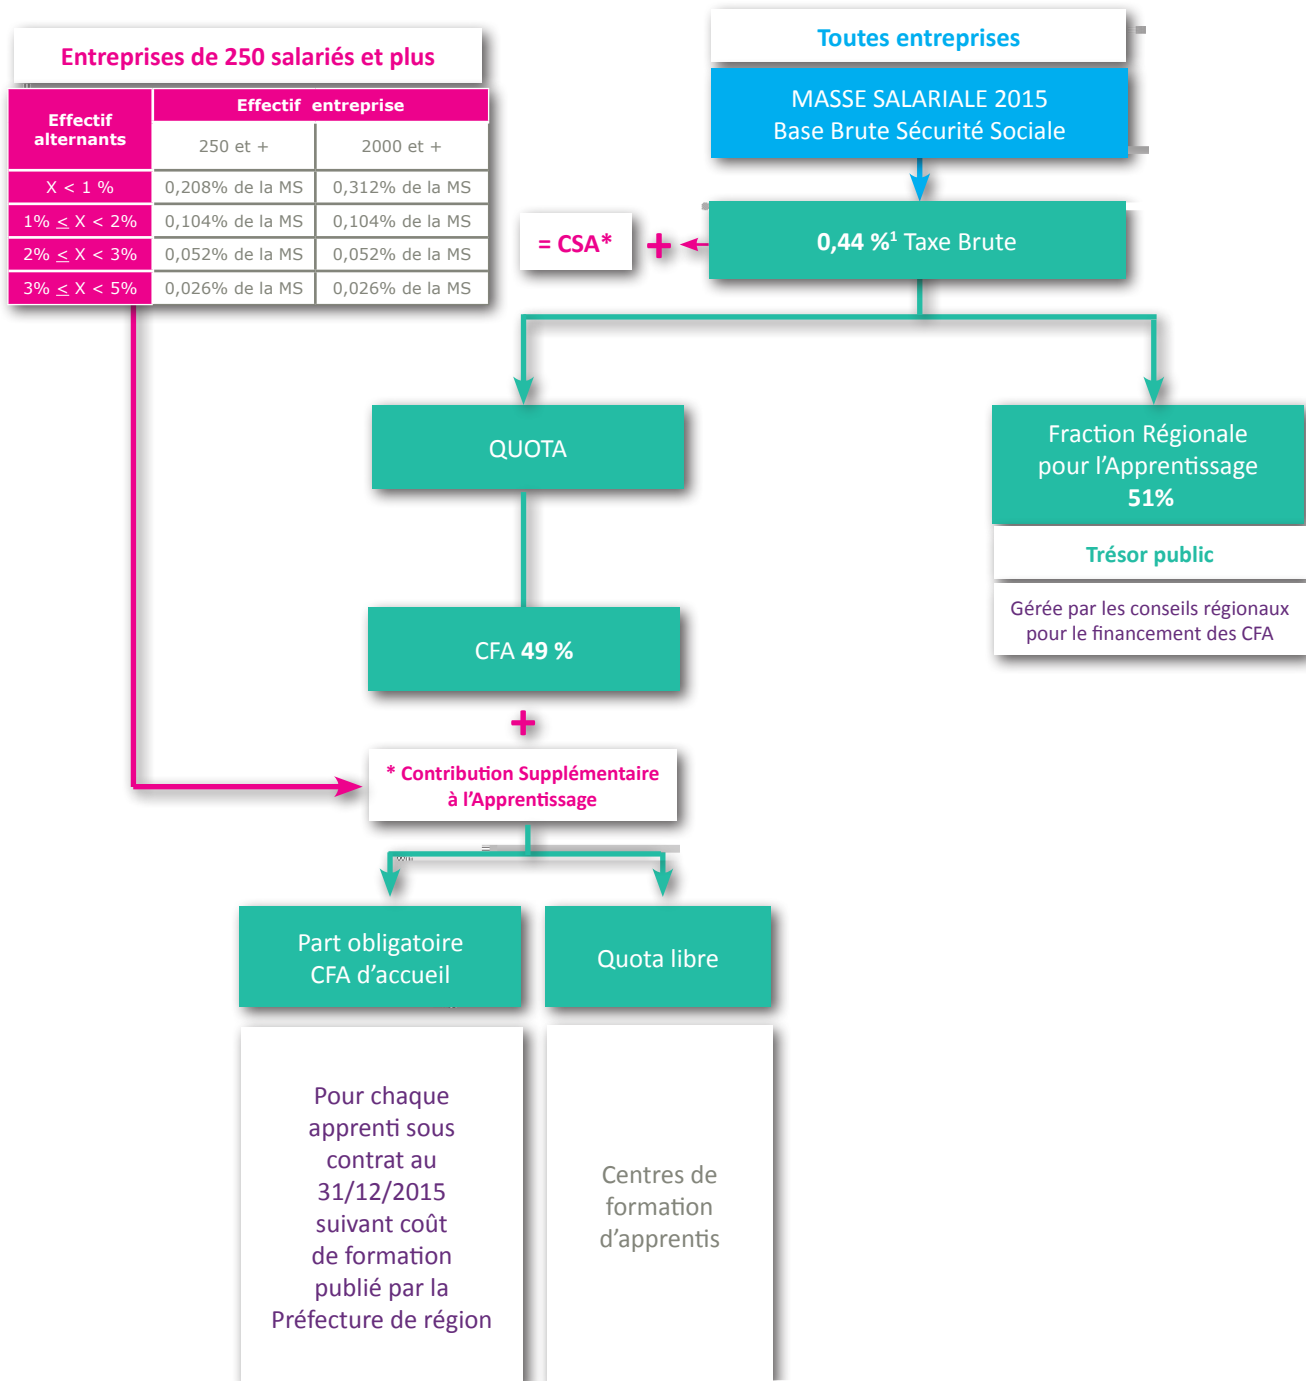 Entreprises de 250 salariés et plus
Effectif alternants
Effectif entreprise
250 et +
2000 et +
X < 1 % 0,208% de la MS 0,312% de la MS
1% ≤ X < 2% 0,104% de la MS 0,104% de la MS
2% ≤ X < 3% 0,052% de la MS 0,052% de la MS
3% ≤ X < 5% 0,026% de la MS 0,026% de la MS
Toutes entreprises
MASSE SALARIALE 2015
Base Brute Sécurité Sociale
= CSA* +
0,44 %¹ Taxe Brute
QUOTA
Fraction Régionale
pour l'Apprentissage
51%
Trésor public
Gérée par les conseils régionaux
pour le financement des CFA
CFA 49 %
+
* Contribution Supplémentaire
à l'Apprentissage
Part obligatoire
CFA d'accueil
Quota libre
Pour chaque
apprenti sous
contrat au
31/12/2015
suivant coût
de formation
publié par la
Préfecture de région
Centres de
formation
d'apprentis